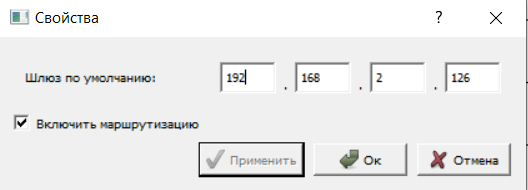 Свойства
?
Шлюз по умолчанию: 192 . 168 . 2 . 126
Включить маршрутизацию
Применить Ок Отмена